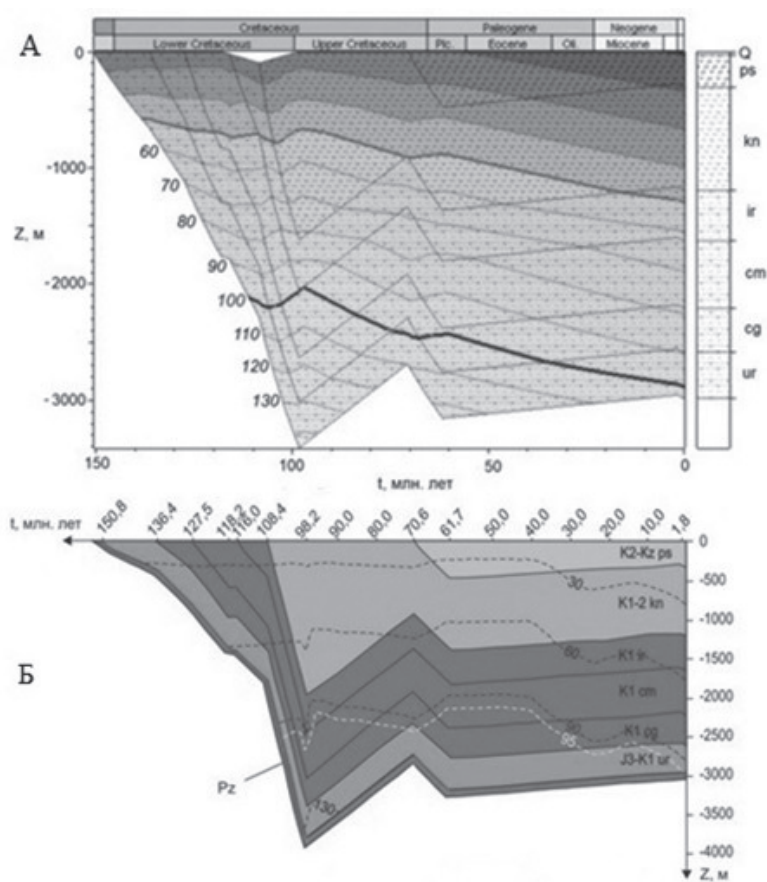 А
Cretaceous Paleogene Neogene
Lower Cretaceous Upper Cretaceous Plc. Eocene Oli. Miocene
0
-1000
Z, м
-2000
-3000
60
70
80
90
100
110
120
130
Q
ps
kn
ir
cm
cg
ur
150 100 50 0
t, млн. лет
t, млн. лет 150,8 136,4 127,5 118,2 116,0 108,4 98,2 90,0 80,0 70,6 61,7 50,0 40,0 30,0 20,0 10,0 1,8
Б
0
-500
-1000
-1500
-2000
-2500
-3000
-3500
-4000
Z, м
K2-Kz ps
30
K1-2 kn
60
K1 ir
K1 cm
90
K1 cg
95
J3-K1 ur
Pz
130